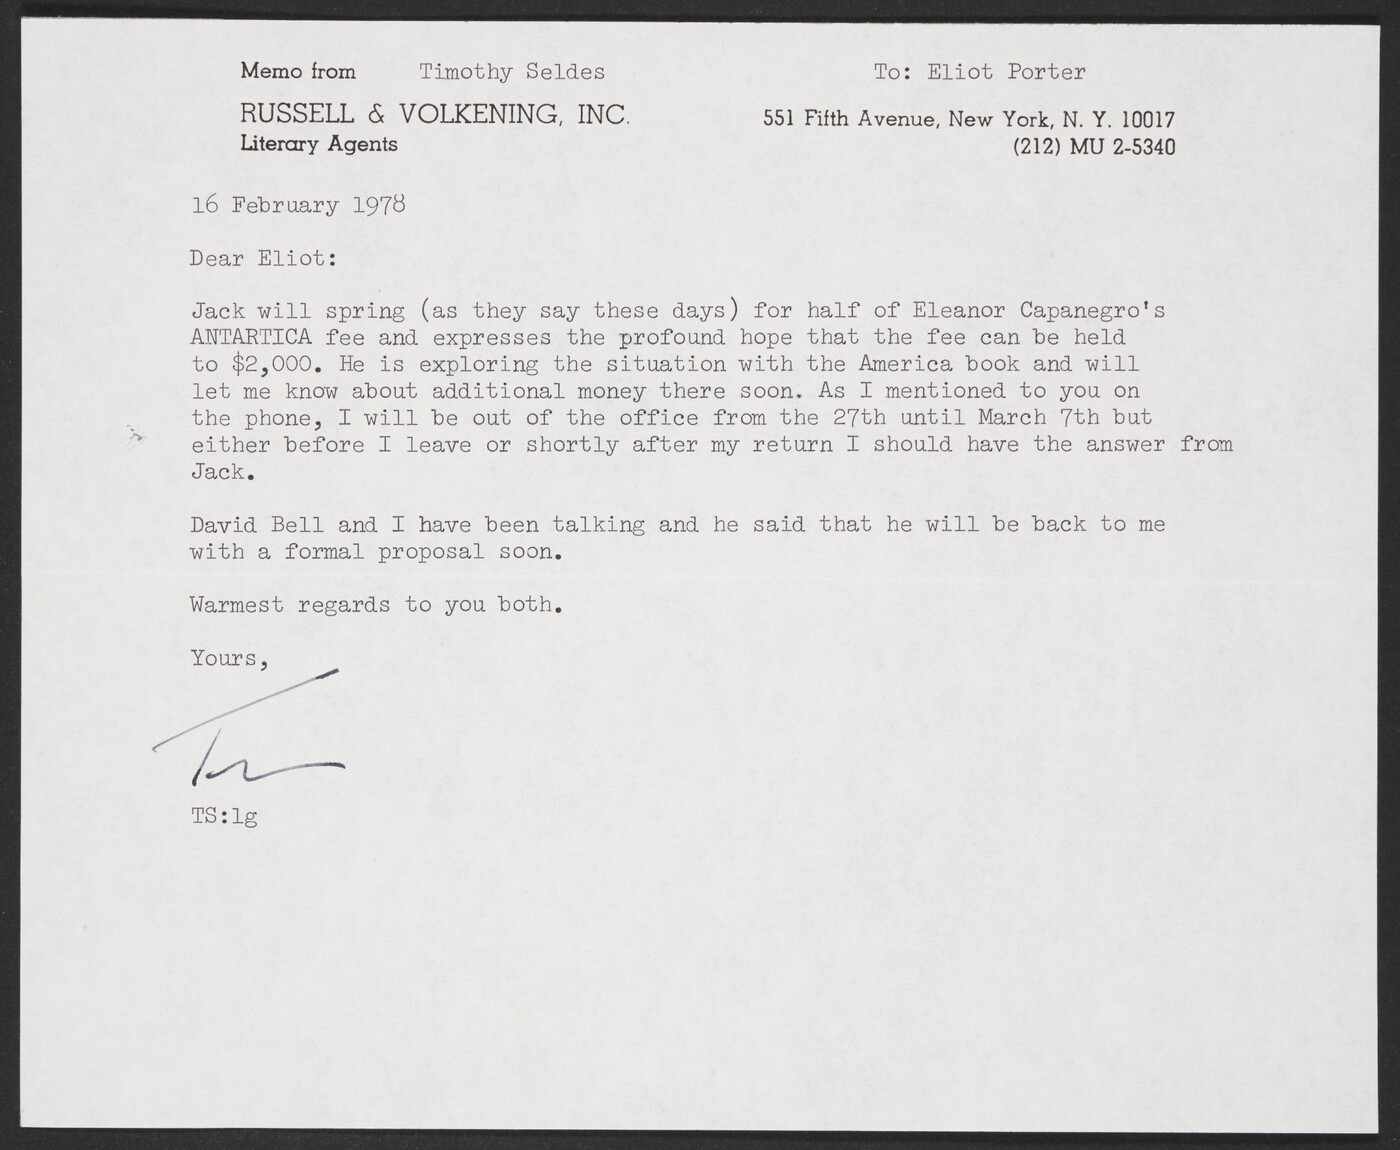 Memo from Timothy Seldes To: Eliot Porter
RUSSELL & VOLKENING, INC. 551 Fifth Avenue, New York, N. Y. 10017
Literary Agents (212) MU 2-5340
16 February 1978
Dear Eliot:
Jack will spring (as they say these days) for half of Eleanor Capanegro's
ANTARTICA fee and expresses the profound hope that the fee can be held
to $2,000. He is exploring the situation with the America book and will
let me know about additional money there soon. As I mentioned to you on
the phone, I will be out of the office from the 27th until March 7th but
either before I leave or shortly after my return I should have the answer from
Jack.
David Bell and I have been talking and he said that he will be back to me
with a formal proposal soon.
Warmest regards to you both.
Yours,
TS:lg